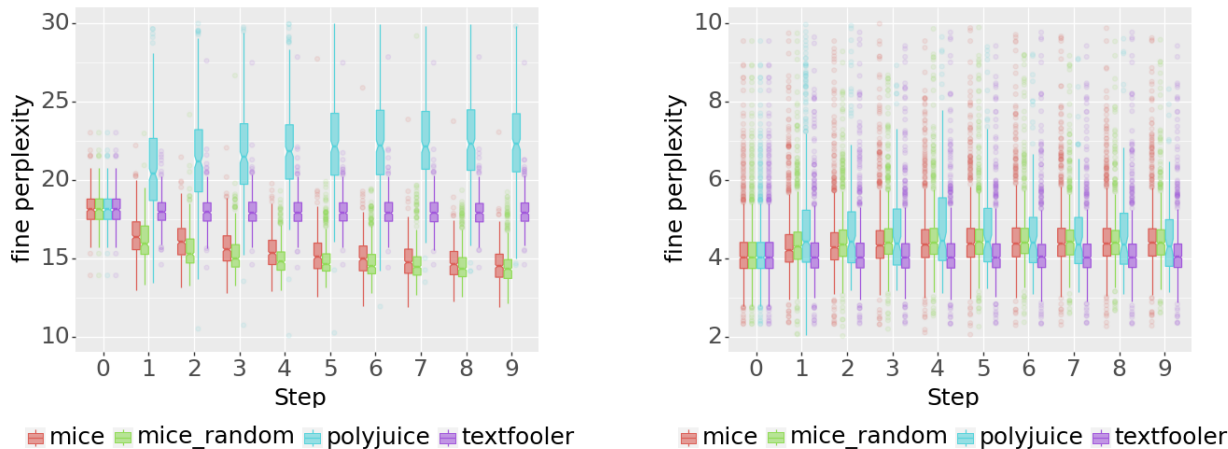 fine perplexity
30
25
20
15
10
0 1 2 3 4 5 6 7 8 9
Step
mice mice_random polyjuice textfooler
fine perplexity
10
8
6
4
2
0 1 2 3 4 5 6 7 8 9
Step
mice mice_random polyjuice textfooler